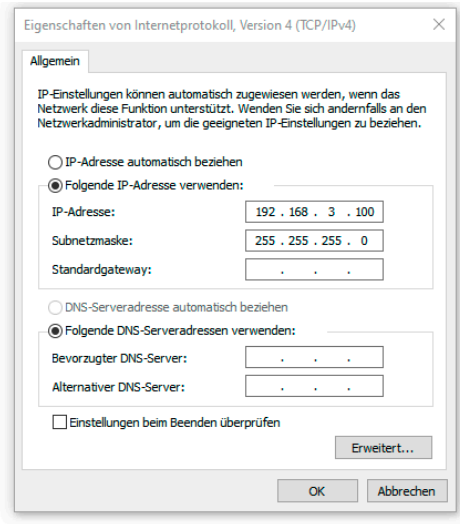 Eigenschaften von Internetprotokoll, Version 4 (TCP/IPv4)
Allgemein
IP-Einstellungen können automatisch zugewiesen werden, wenn das
Netzwerk diese Funktion unterstützt. Wenden Sie sich andernfalls an den
Netzwerkadministrator, um die geeigneten IP-Einstellungen zu beziehen.
IP-Adresse automatisch beziehen
Folgende IP-Adresse verwenden:
IP-Adresse: 192 . 168 . 3 . 100
Subnetzmaske: 255 . 255 . 255 . 0
Standardgateway: . . .
DNS-Serveradresse automatisch beziehen
Folgende DNS-Serveradressen verwenden:
Bevorzugter DNS-Server: . . .
Alternativer DNS-Server: . . .
Einstellungen beim Beenden überprüfen
Erweitert...
OK Abbrechen